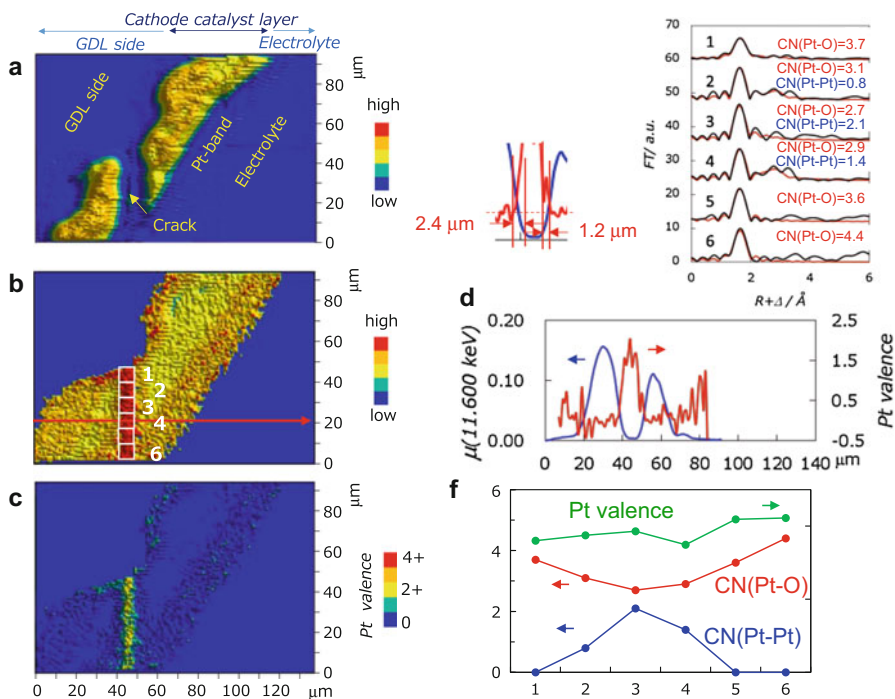 Cathode catalyst layer
GDL side
Electrolyte
a
GDL side
Pt-band
Electrolyte
Crack
80
60
40
20
0
μm
high
low
2.4 μm
1.2 μm
70
60
50
40
30
20
10
0
FT/ a.u.
1
CN(Pt-O)=3.7
CN(Pt-O)=3.1
2
CN(Pt-Pt)=0.8
CN(Pt-O)=2.7
3
CN(Pt-Pt)=2.1
CN(Pt-O)=2.9
4
CN(Pt-Pt)=1.4
5
CN(Pt-O)=3.6
6
CN(Pt-O)=4.4
0 2 4 6
R+Δ / Å
b
1
2
3
4
6
80
60
40
20
0
μm
high
low
d
μ(11.600 keV)
0.20
0.10
0.00
2.5
1.5
0.5
-0.5
Pt valence
0 20 40 60 80 100 120 140
μm
c
80
60
40
20
0
μm
Pt valence
4+
2+
0
0 20 40 60 80 100 120 μm
f
6
4
2
0
Pt valence
CN(Pt-O)
CN(Pt-Pt)
1 2 3 4 5 6